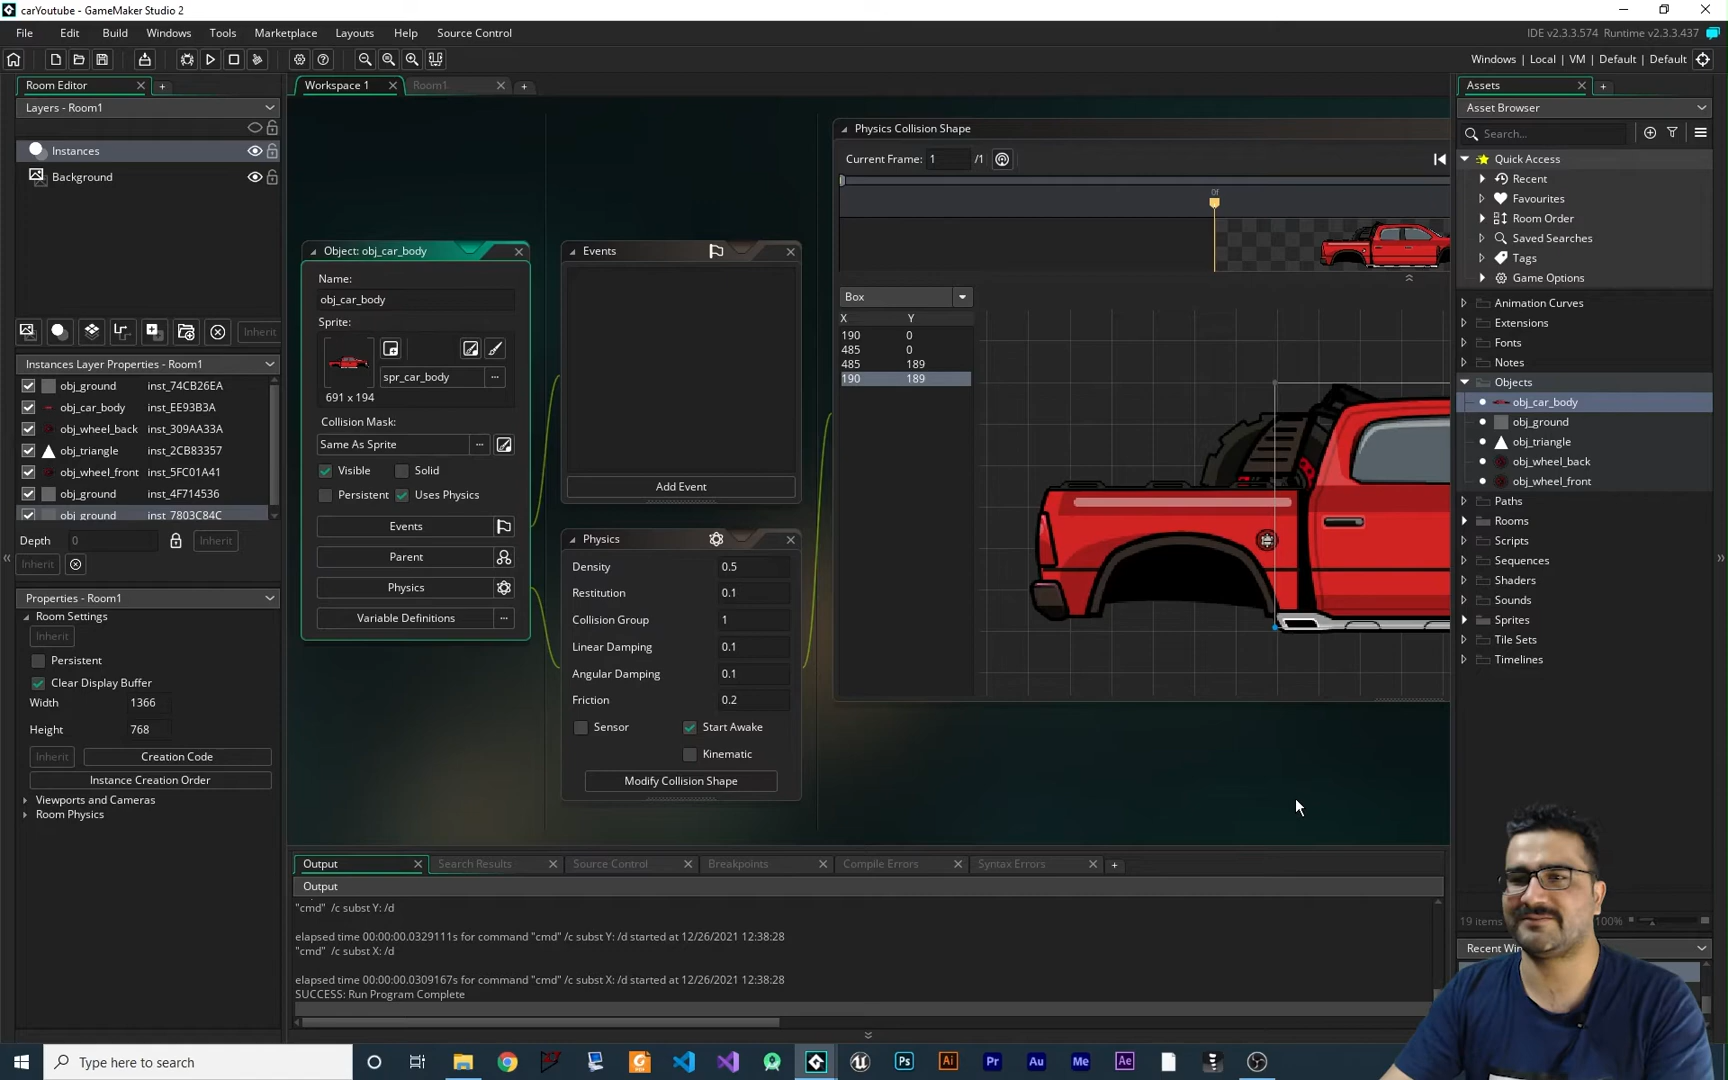 carYoutube - GameMaker Studio 2
File Edit Build Windows Tools Marketplace Layouts Help Source Control
IDE v2.3.3.574 Runtime v2.3.3.437
Windows | Local | VM | Default | Default
Room Editor
Layers - Room1
Instances
Background
Inherit
Instances Layer Properties - Room1
obj_ground inst_74CB26EA
obj_car_body inst_EE93B3A
obj_wheel_back inst_309AA33A
obj_triangle inst_2CB83357
obj_wheel_front inst_5FC01A41
obj_ground inst_4F714536
obj_ground inst_7803C84C
Depth 0 Inherit
Inherit
Properties - Room1
Room Settings
Inherit
Persistent
Clear Display Buffer
Width 1366
Height 768
Inherit Creation Code
Instance Creation Order
Viewports and Cameras
Room Physics
Workspace 1 Room1
Object: obj_car_body
Name:
obj_car_body
Sprite:
spr_car_body
691 x 194
Collision Mask:
Same As Sprite
Visible Solid
Persistent Uses Physics
Events
Parent
Physics
Variable Definitions
Events
Add Event
Physics
Density 0.5
Restitution 0.1
Collision Group 1
Linear Damping 0.1
Angular Damping 0.1
Friction 0.2
Sensor Start Awake
Kinematic
Modify Collision Shape
Physics Collision Shape
Current Frame: 1 /1
0f
Box
X Y
190 0
485 0
485 189
190 189
Output Search Results Source Control Breakpoints Compile Errors Syntax Errors
Output
"cmd" /c subst Y: /d
elapsed time 00:00:00.0329111s for command "cmd" /c subst Y: /d started at 12/26/2021 12:38:28
"cmd" /c subst X: /d
elapsed time 00:00:00.0309167s for command "cmd" /c subst X: /d started at 12/26/2021 12:38:28
SUCCESS: Run Program Complete
Assets
Asset Browser
Search...
Quick Access
Recent
Favourites
Room Order
Saved Searches
Tags
Game Options
Animation Curves
Extensions
Fonts
Notes
Objects
obj_car_body
obj_ground
obj_triangle
obj_wheel_back
obj_wheel_front
Paths
Rooms
Scripts
Sequences
Shaders
Sounds
Sprites
Tile Sets
Timelines
19 items 100%
Recent Win
Type here to search
Ps Ai Pr Au Me Ae